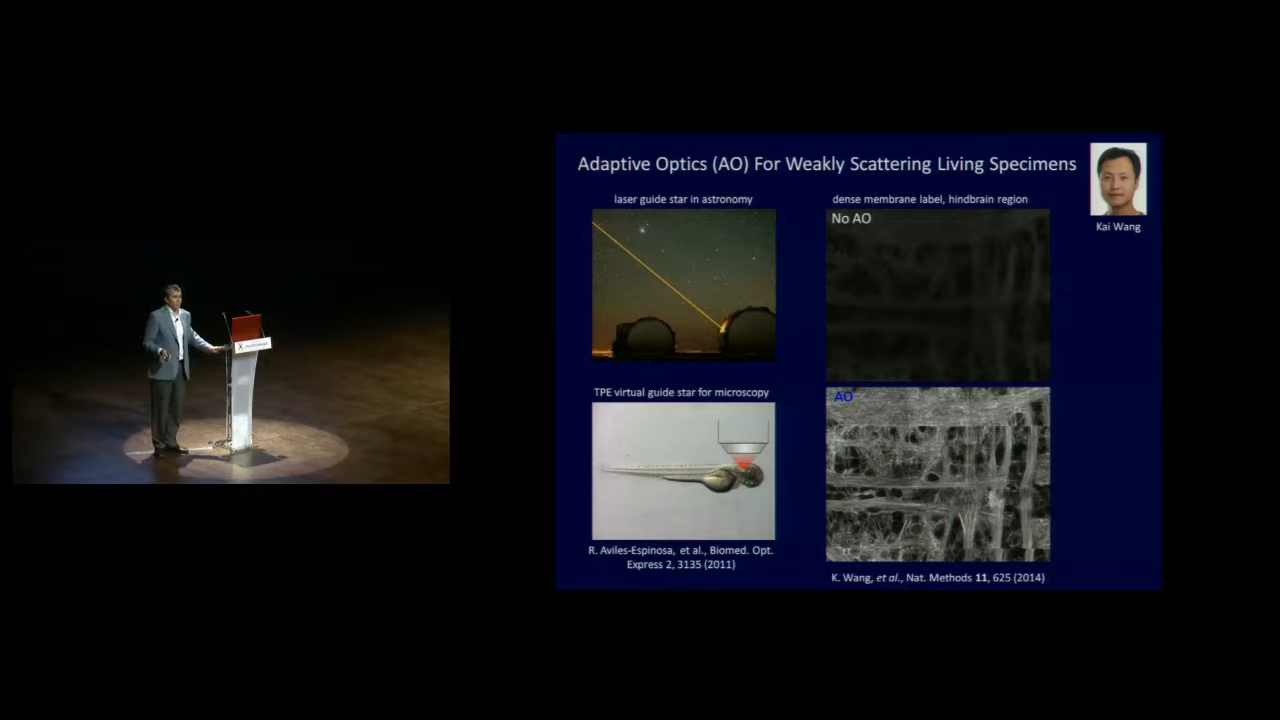 Adaptive Optics (AO) For Weakly Scattering Living Specimens
laser guide star in astronomy
dense membrane label, hindbrain region
No AO
Kai Wang
TPE virtual guide star for microscopy
AO
R. Aviles-Espinosa, et al., Biomed. Opt.
Express 2, 3135 (2011)
K. Wang, et al., Nat. Methods 11, 625 (2014)